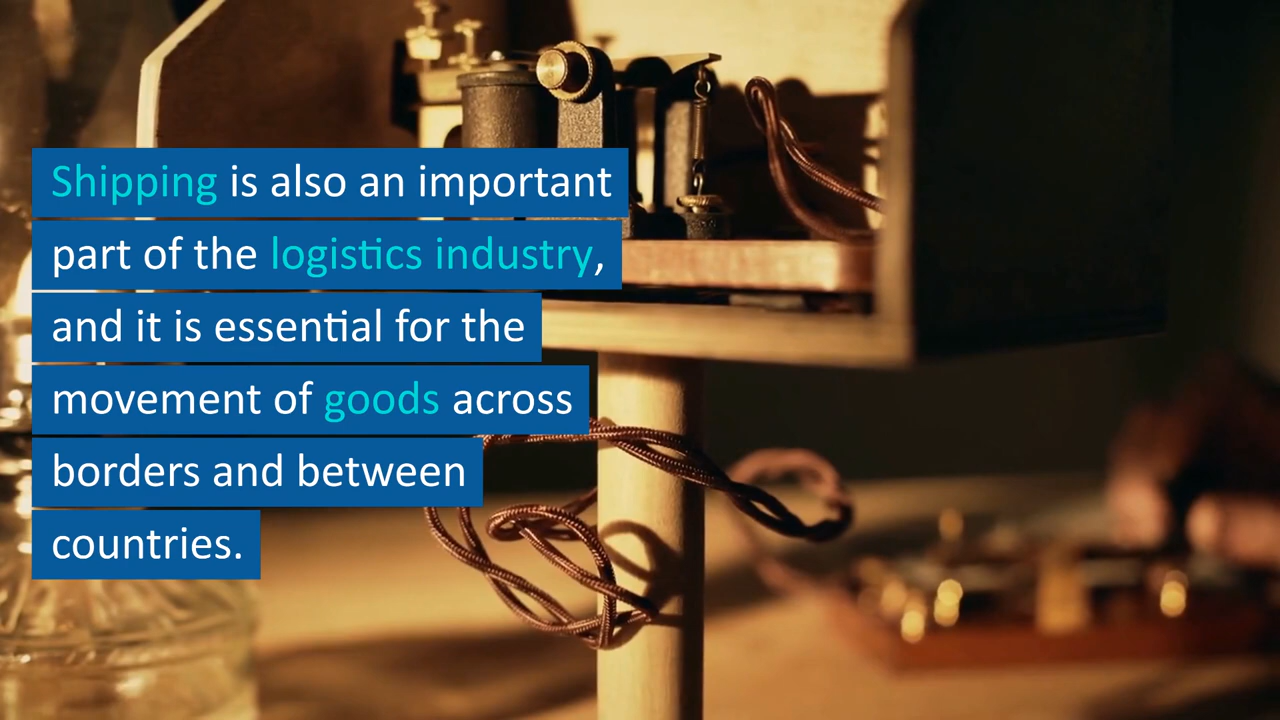 Shipping is also an important
part of the logistics industry,
and it is essential for the
movement of goods across
borders and between
countries.